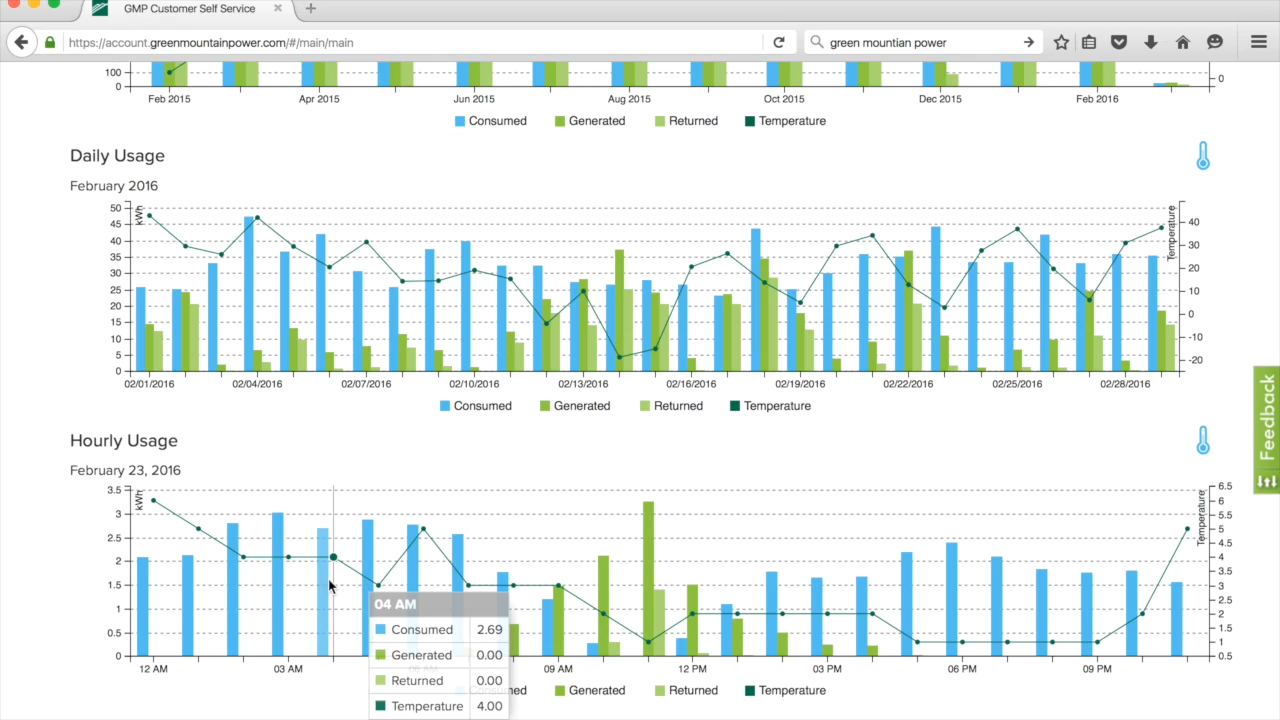 GMP Customer Self Service
https://account.greenmountainpower.com/#/main/main
green mountian power
100
0
0
Feb 2015 Apr 2015 Jun 2015 Aug 2015 Oct 2015 Dec 2015 Feb 2016
Consumed Generated Returned Temperature
Daily Usage
February 2016
kWh
50
45
40
35
30
25
20
15
10
5
0
Temperature
40
30
20
10
0
-10
-20
02/01/2016 02/04/2016 02/07/2016 02/10/2016 02/13/2016 02/16/2016 02/19/2016 02/22/2016 02/25/2016 02/28/2016
Consumed Generated Returned Temperature
Feedback
Hourly Usage
February 23, 2016
kWh
3.5
3
2.5
2
1.5
1
0.5
0
Temperature
6.5
6
5.5
5
4.5
4
3.5
3
2.5
2
1.5
1
0.5
12 AM 03 AM 06 AM 09 AM 12 PM 03 PM 06 PM 09 PM
04 AM
Consumed 2.69
Generated 0.00
Returned 0.00
Temperature 4.00
Consumed Generated Returned Temperature